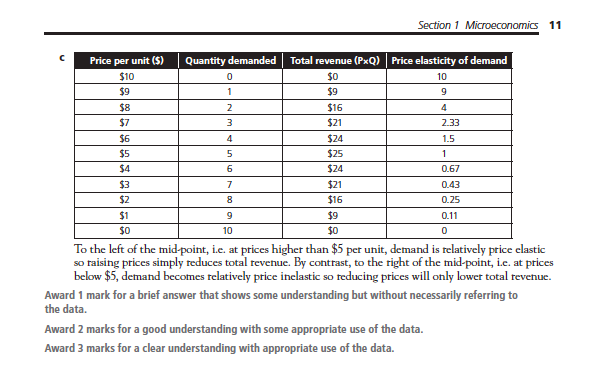 Section 1 Microeconomics 11
c
Price per unit ($) Quantity demanded Total revenue (P×Q) Price elasticity of demand
$10 0 $0 10
$9 1 $9 9
$8 2 $16 4
$7 3 $21 2.33
$6 4 $24 1.5
$5 5 $25 1
$4 6 $24 0.67
$3 7 $21 0.43
$2 8 $16 0.25
$1 9 $9 0.11
$0 10 $0 0
To the left of the mid-point, i.e. at prices higher than $5 per unit, demand is relatively price elastic
so raising prices simply reduces total revenue. By contrast, to the right of the mid-point, i.e. at prices
below $5, demand becomes relatively price inelastic so reducing prices will only lower total revenue.
Award 1 mark for a brief answer that shows some understanding but without necessarily referring to
the data.
Award 2 marks for a good understanding with some appropriate use of the data.
Award 3 marks for a clear understanding with appropriate use of the data.